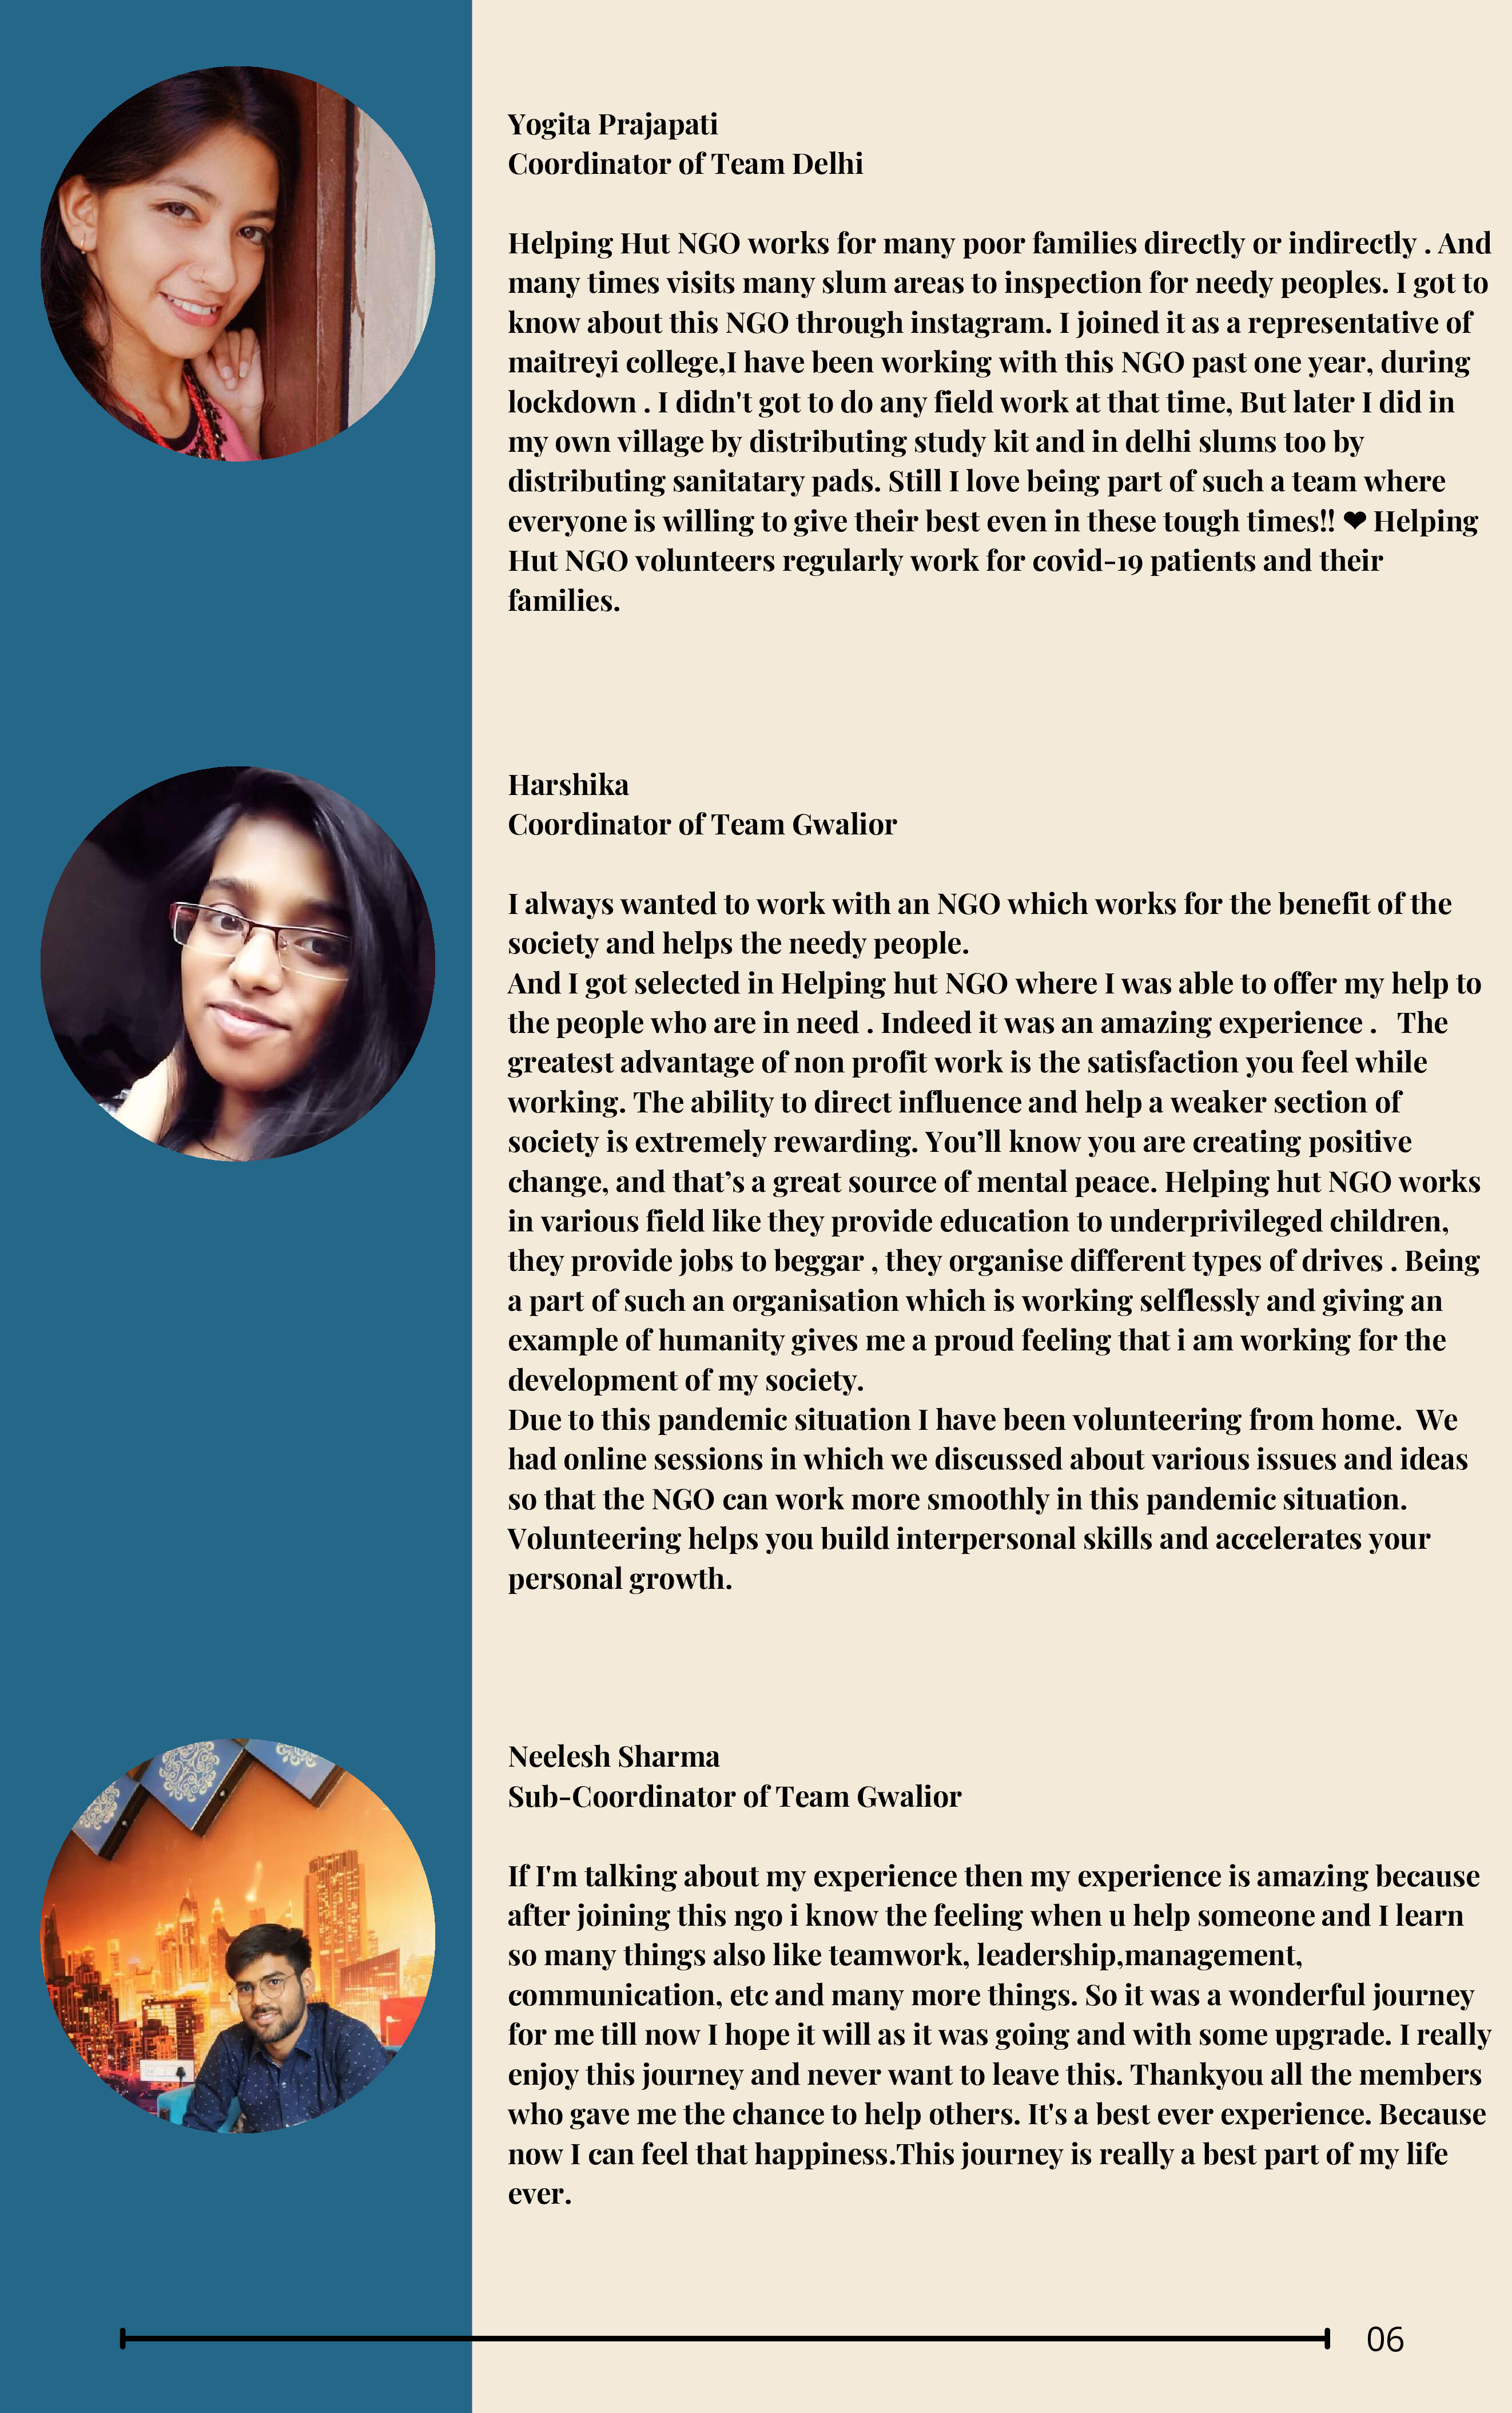 Yogita Prajapati
Coordinator of Team Delhi
Helping Hut NGO works for many poor families directly or indirectly . And
many times visits many slum areas to inspection for needy peoples. I got to
know about this NGO through instagram. I joined it as a representative of
maitreyi college,I have been working with this NGO past one year, during
lockdown . I didn't got to do any field work at that time, But later I did in
my own village by distributing study kit and in delhi slums too by
distributing sanitatary pads. Still I love being part of such a team where
everyone is willing to give their best even in these tough times!! ❤ Helping
Hut NGO volunteers regularly work for covid-19 patients and their
families.
Harshika
Coordinator of Team Gwalior
I always wanted to work with an NGO which works for the benefit of the
society and helps the needy people.
And I got selected in Helping hut NGO where I was able to offer my help to
the people who are in need . Indeed it was an amazing experience .   The
greatest advantage of non profit work is the satisfaction you feel while
working. The ability to direct influence and help a weaker section of
society is extremely rewarding. You’ll know you are creating positive
change, and that’s a great source of mental peace. Helping hut NGO works
in various field like they provide education to underprivileged children,
they provide jobs to beggar , they organise different types of drives . Being
a part of such an organisation which is working selflessly and giving an
example of humanity gives me a proud feeling that i am working for the
development of my society.
Due to this pandemic situation I have been volunteering from home.  We
had online sessions in which we discussed about various issues and ideas
so that the NGO can work more smoothly in this pandemic situation.
Volunteering helps you build interpersonal skills and accelerates your
personal growth.
Neelesh Sharma
Sub-Coordinator of Team Gwalior
If I'm talking about my experience then my experience is amazing because
after joining this ngo i know the feeling when u help someone and I learn
so many things also like teamwork, leadership,management,
communication, etc and many more things. So it was a wonderful journey
for me till now I hope it will as it was going and with some upgrade. I really
enjoy this journey and never want to leave this. Thankyou all the members
who gave me the chance to help others. It's a best ever experience. Because
now I can feel that happiness.This journey is really a best part of my life
ever.
06